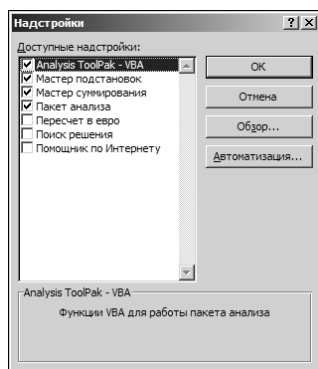 Надстройки
Доступные надстройки:
Analysis ToolPak - VBA
Мастер подстановок
Мастер суммирования
Пакет анализа
Пересчет в евро
Поиск решения
Помощник по Интернету
OK
Отмена
Обзор...
Автоматизация...
Analysis ToolPak - VBA
Функции VBA для работы пакета анализа